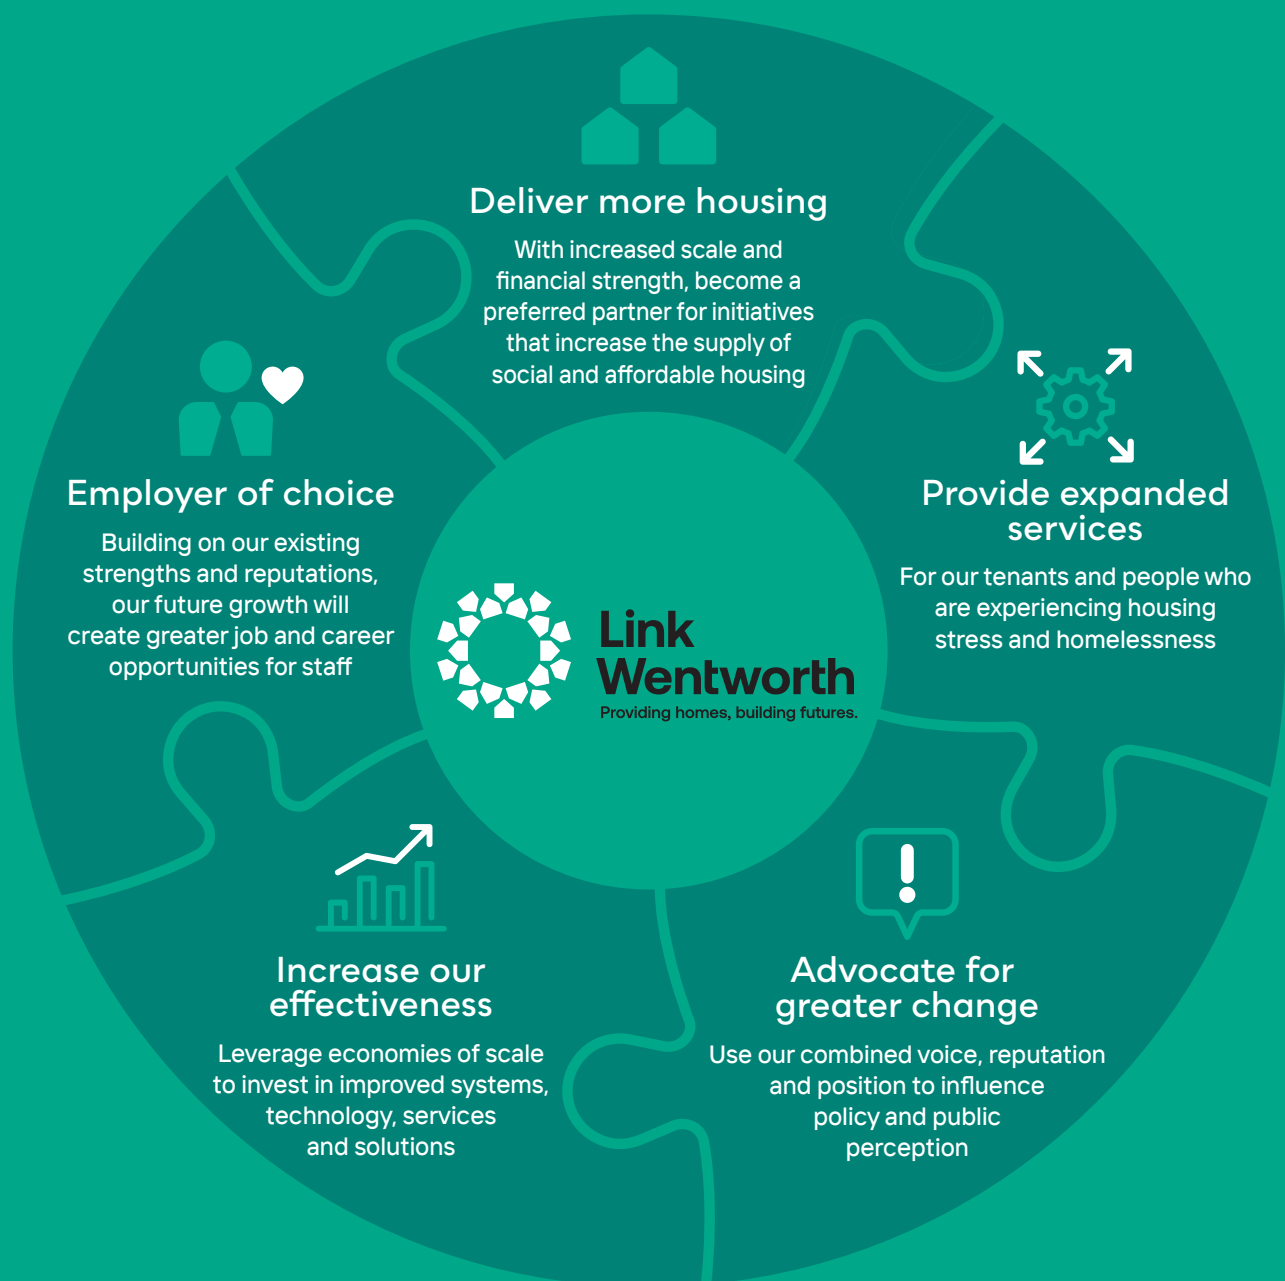 Deliver more housing
With increased scale and
financial strength, become a
preferred partner for initiatives
that increase the supply of
social and affordable housing
Employer of choice
Building on our existing
strengths and reputations,
our future growth will
create greater job and career
opportunities for staff
Provide expanded
services
For our tenants and people who
are experiencing housing
stress and homelessness
Link
Wentworth
Providing homes, building futures.
Increase our
effectiveness
Leverage economies of scale
to invest in improved systems,
technology, services
and solutions
Advocate for
greater change
Use our combined voice, reputation
and position to influence
policy and public
perception